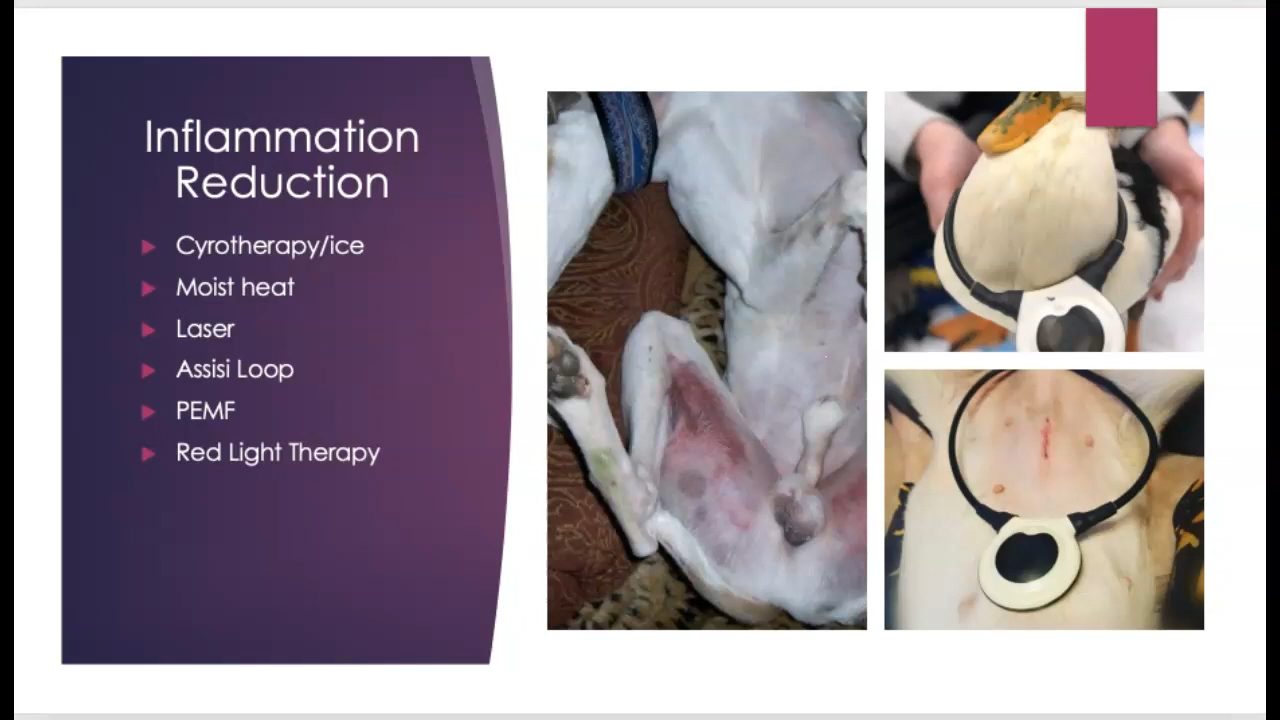 Inflammation
Reduction
Cyrotherapy/ice
Moist heat
Laser
Assisi Loop
PEMF
Red Light Therapy